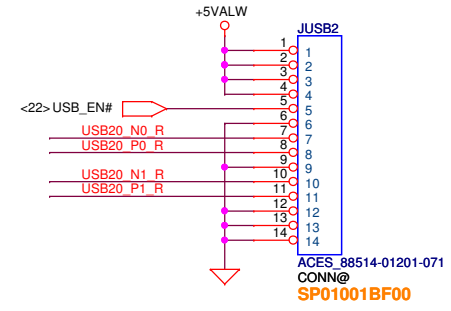 +5VALW
JUSB2
1 1
2 2
3 3
4 4
<22> USB_EN# 5 5
6 6
USB20_N0_R 7 7
USB20_P0_R 8 8
9 9
USB20_N1_R 10 10
USB20_P1_R 11 11
12 12
13 13
14 14
ACES_88514-01201-071
CONN@
SP01001BF00